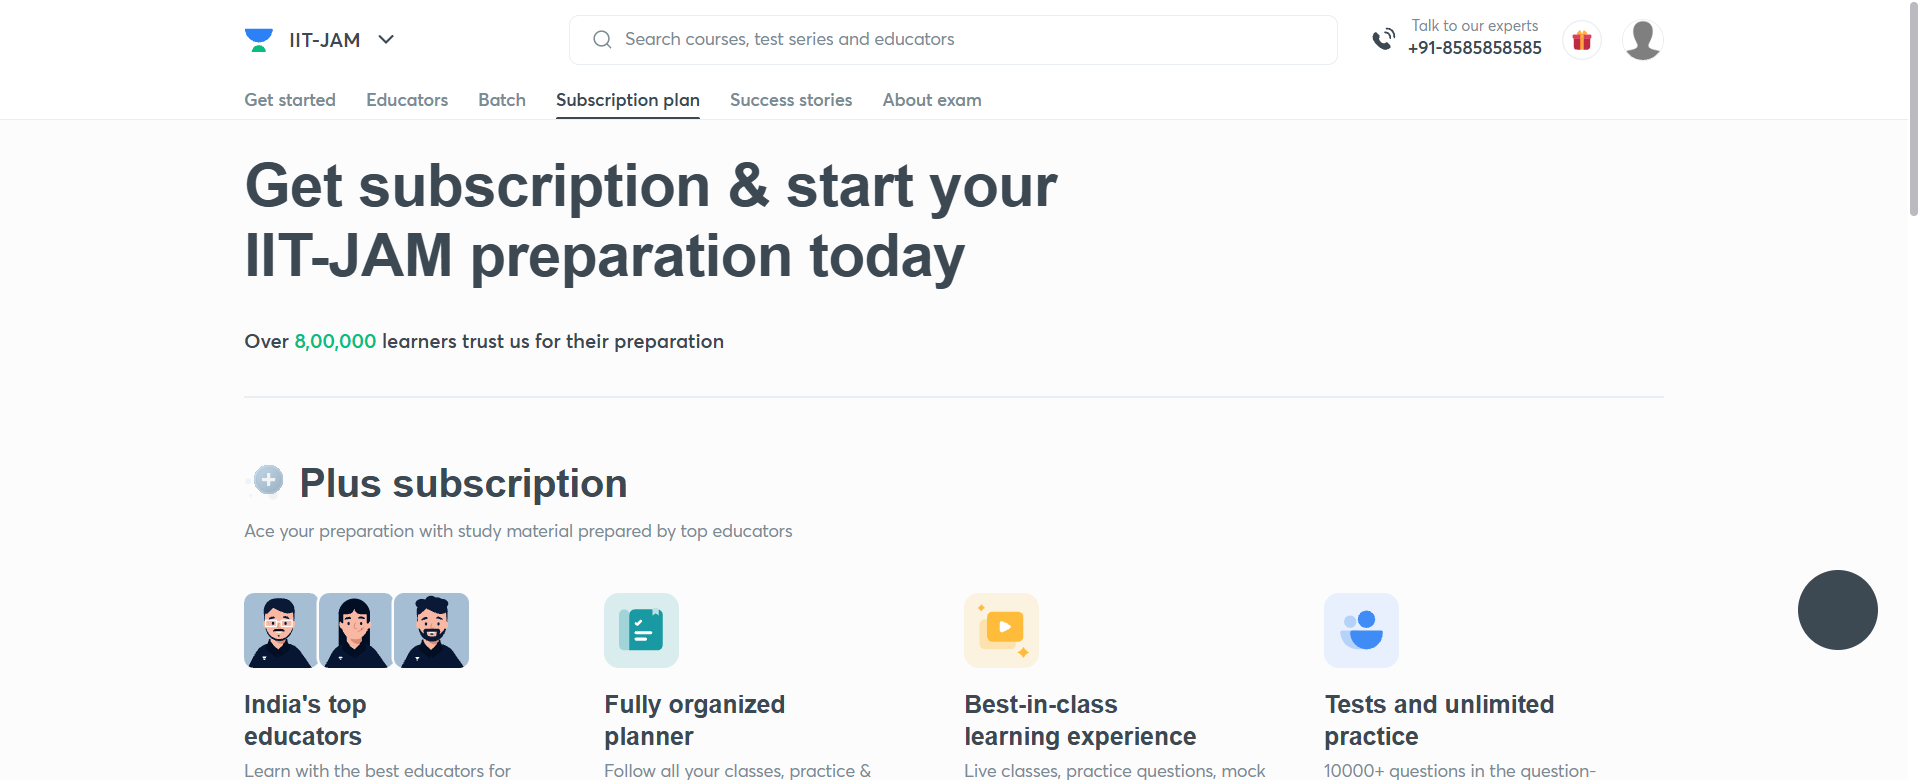 IIT-JAM
Search courses, test series and educators
Talk to our experts
+91-8585858585
Get started
Educators
Batch
Subscription plan
Success stories
About exam
Get subscription & start your
IIT-JAM preparation today
Over 8,00,000 learners trust us for their preparation
Plus subscription
Ace your preparation with study material prepared by top educators
India's top
educators
Learn with the best educators for
Fully organized
planner
Follow all your classes, practice &
Best-in-class
learning experience
Live classes, practice questions, mock
Tests and unlimited
practice
10000+ questions in the question-